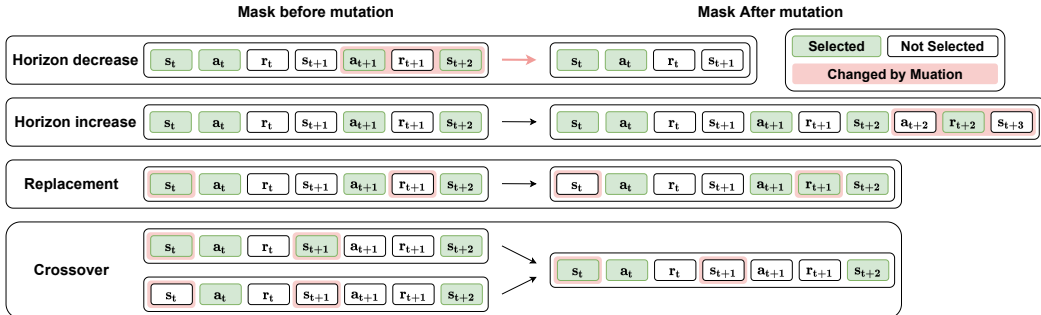 Mask before mutation
Mask After mutation
Selected Not Selected
Changed by Muation
Horizon decrease s_t a_t r_t s_{t+1} a_{t+1} r_{t+1} s_{t+2} s_t a_t r_t s_{t+1}
Horizon increase s_t a_t r_t s_{t+1} a_{t+1} r_{t+1} s_{t+2} s_t a_t r_t s_{t+1} a_{t+1} r_{t+1} s_{t+2} a_{t+2} r_{t+2} s_{t+3}
Replacement s_t a_t r_t s_{t+1} a_{t+1} r_{t+1} s_{t+2} s_t a_t r_t s_{t+1} a_{t+1} r_{t+1} s_{t+2}
Crossover
s_t a_t r_t s_{t+1} a_{t+1} r_{t+1} s_{t+2}
s_t a_t r_t s_{t+1} a_{t+1} r_{t+1} s_{t+2}
s_t a_t r_t s_{t+1} a_{t+1} r_{t+1} s_{t+2}